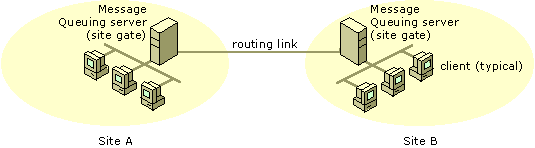 Message
Queuing server
(site gate)
routing link
Message
Queuing server
(site gate)
client (typical)
Site A
Site B